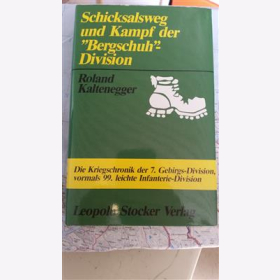 Schicksalsweg
und Kampf der
"Bergschuh"-
Division
Roland
Kaltenegger
Die Kriegschronik der 7. Gebirgs-Division,
vormals 99. leichte Infanterie-Division
Leopold Stocker Verlag